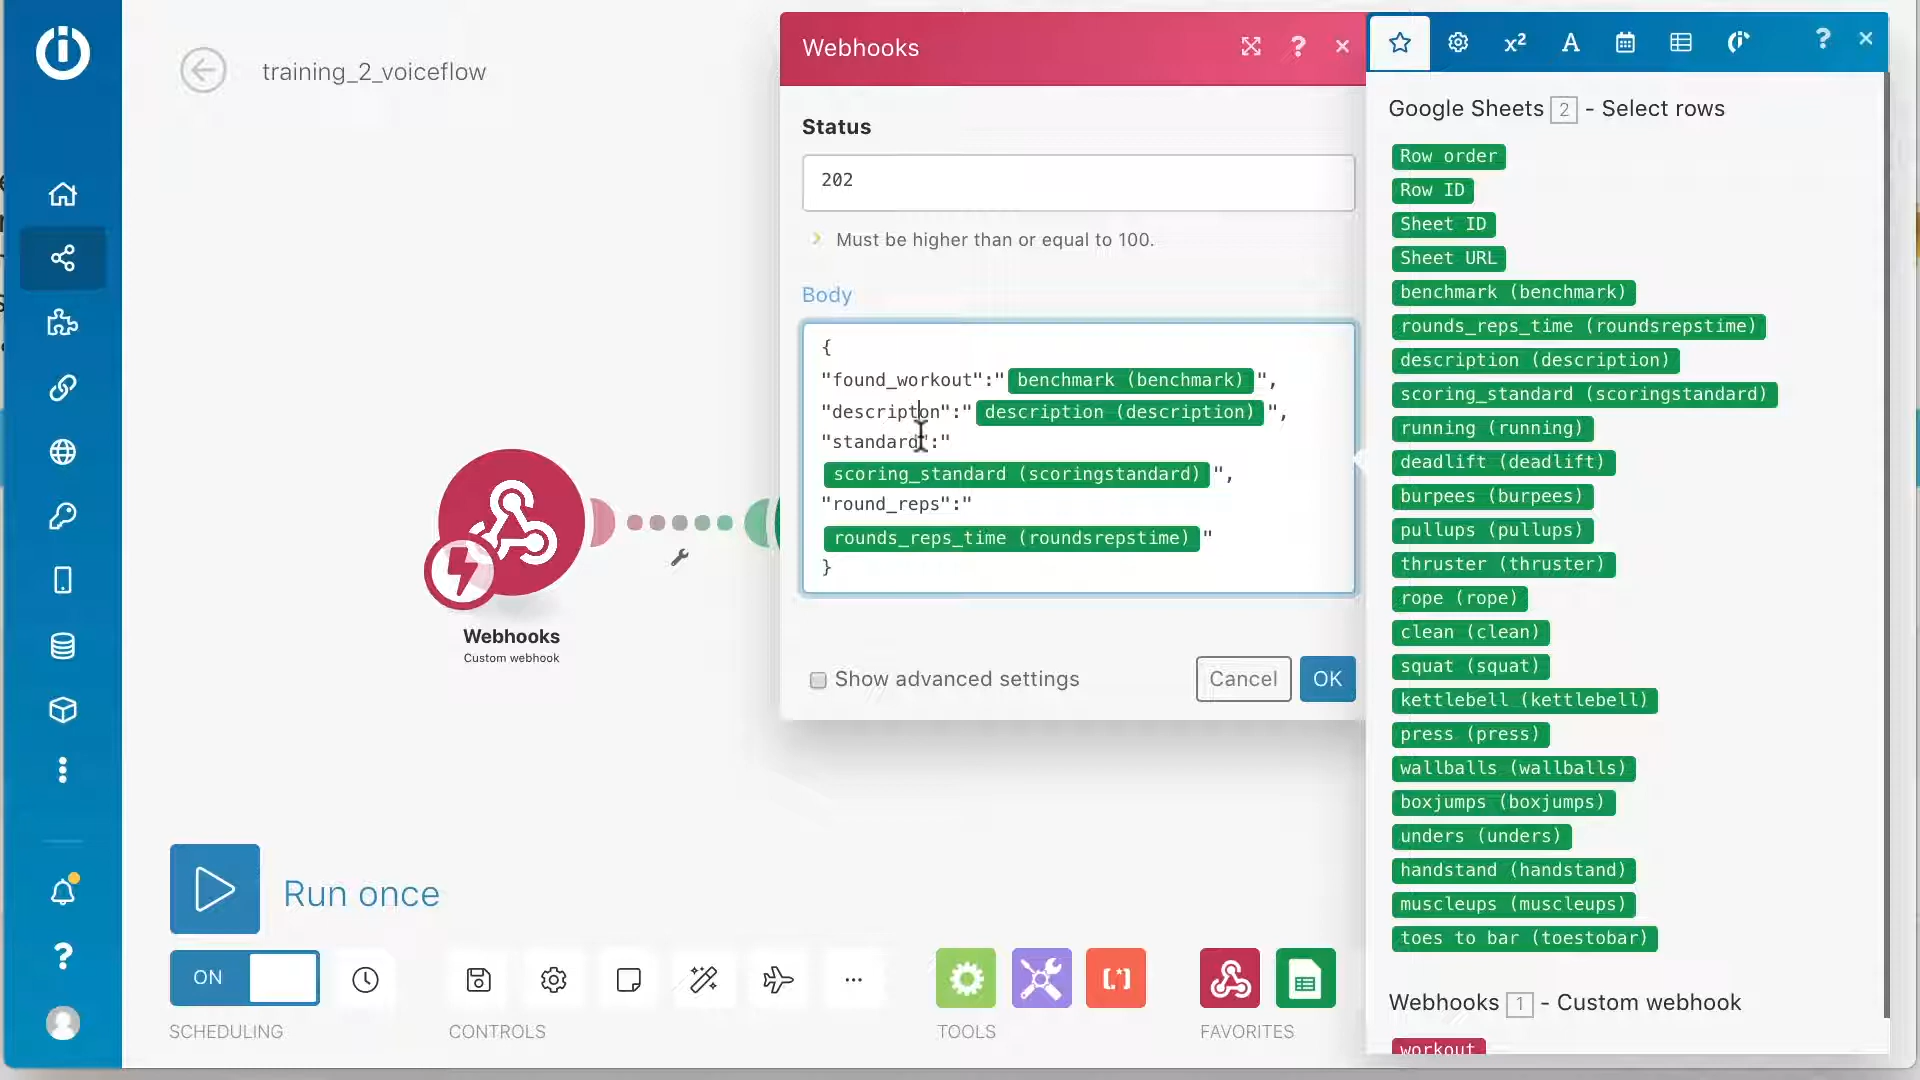 training_2_voiceflow
Webhooks
?
Status
202
Must be higher than or equal to 100.
Body
{
"found_workout":" benchmark (benchmark) ",
"descripton":" description (description) ",
"standard":"
scoring_standard (scoringstandard) ",
"round_reps":"
rounds_reps_time (roundsrepstime) "
}
Show advanced settings
Cancel
OK
x²
A
?
Google Sheets 2 - Select rows
Row order
Row ID
Sheet ID
Sheet URL
benchmark (benchmark)
rounds_reps_time (roundsrepstime)
description (description)
scoring_standard (scoringstandard)
running (running)
deadlift (deadlift)
burpees (burpees)
pullups (pullups)
thruster (thruster)
rope (rope)
clean (clean)
squat (squat)
kettlebell (kettlebell)
press (press)
wallballs (wallballs)
boxjumps (boxjumps)
unders (unders)
handstand (handstand)
muscleups (muscleups)
toes to bar (toestobar)
Webhooks 1 - Custom webhook
workout
Webhooks
Custom webhook
Run once
ON
SCHEDULING
CONTROLS
TOOLS
FAVORITES
?